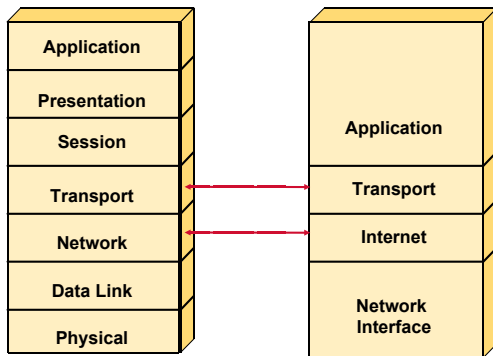 Application
Presentation
Session
Transport
Network
Data Link
Physical
Application
Transport
Internet
Network
Interface